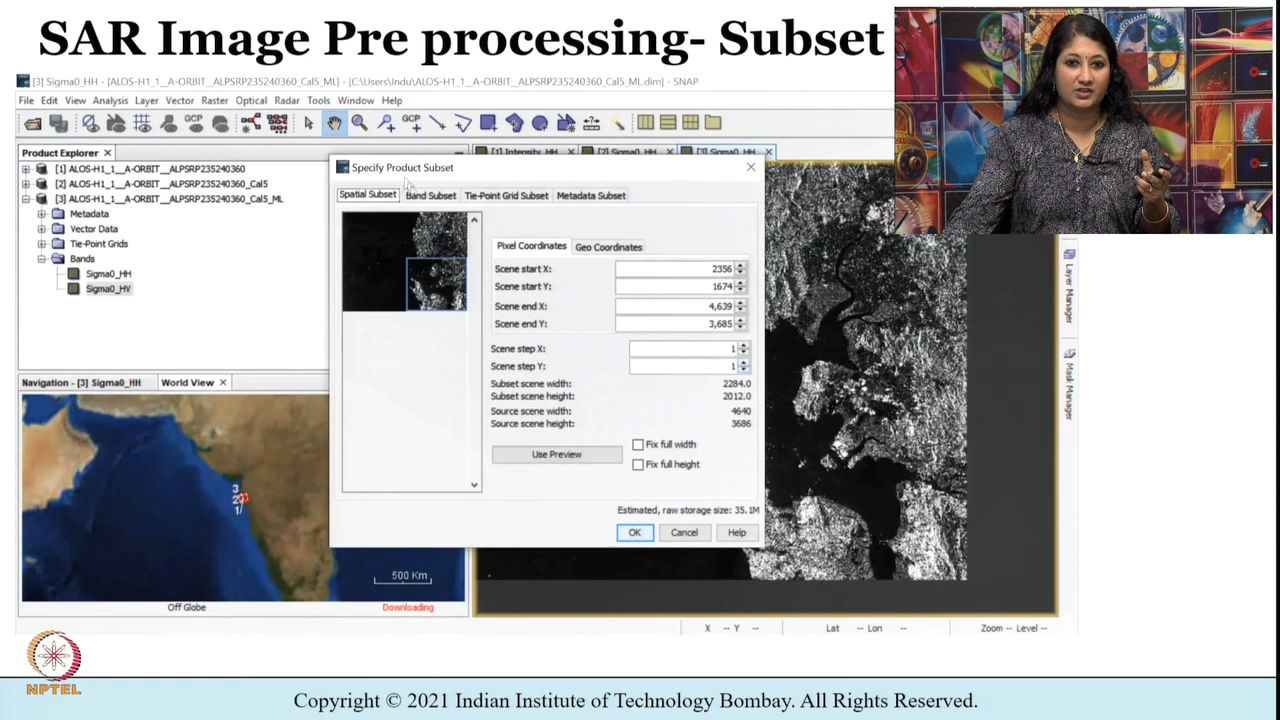 SAR Image Pre processing- Subset
[3] Sigma0_HH - [ALOS-H1_1__A-ORBIT__ALPSRP235240360_Cal5_ML] - [C:\Users\Indu\ALOS-H1_1__A-ORBIT__ALPSRP235240360_Cal5_ML.dim] - SNAP
File Edit View Analysis Layer Vector Raster Optical Radar Tools Window Help
GCP GCP
Product Explorer
[1] Intensity_HH [2] Sigma0_HH [3] Sigma0_HH
[1] ALOS-H1_1__A-ORBIT__ALPSRP235240360
[2] ALOS-H1_1__A-ORBIT__ALPSRP235240360_Cal5
[3] ALOS-H1_1__A-ORBIT__ALPSRP235240360_Cal5_ML
Metadata
Vector Data
Tie-Point Grids
Bands
Sigma0_HH
Sigma0_HV
Specify Product Subset
Spatial Subset Band Subset Tie-Point Grid Subset Metadata Subset
Pixel Coordinates Geo Coordinates
Scene start X: 2356
Scene start Y: 1674
Scene end X: 4,639
Scene end Y: 3,685
Scene step X: 1
Scene step Y: 1
Subset scene width: 2284.0
Subset scene height: 2012.0
Source scene width: 4640
Source scene height: 3686
Use Preview
Fix full width
Fix full height
Estimated, raw storage size: 35.1M
OK Cancel Help
Layer Manager
Mask Manager
Navigation - [3] Sigma0_HH World View
500 Km
Off Globe Downloading
X -- Y -- Lat -- Lon -- Zoom -- Level --
NPTEL
Copyright © 2021 Indian Institute of Technology Bombay. All Rights Reserved.